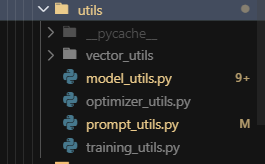 utils
__pycache__
vector_utils
model_utils.py 9+
optimizer_utils.py
prompt_utils.py M
training_utils.py